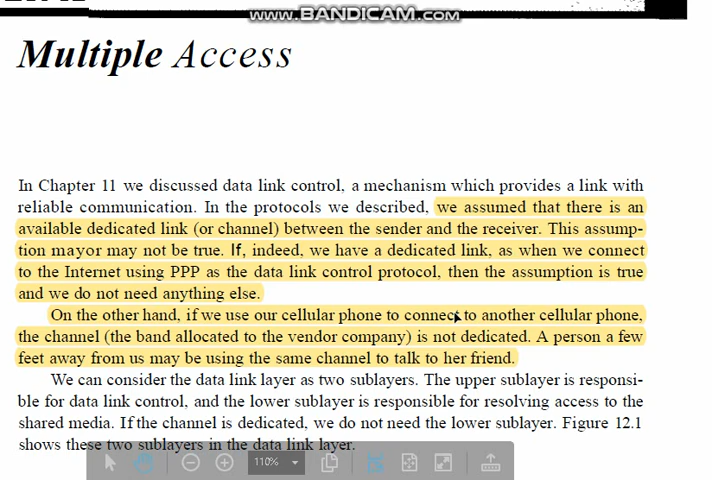 www.BANDICAM.com
Multiple Access
In Chapter 11 we discussed data link control, a mechanism which provides a link with
reliable communication. In the protocols we described, we assumed that there is an
available dedicated link (or channel) between the sender and the receiver. This assump-
tion mayor may not be true. If, indeed, we have a dedicated link, as when we connect
to the Internet using PPP as the data link control protocol, then the assumption is true
and we do not need anything else.
On the other hand, if we use our cellular phone to connect to another cellular phone,
the channel (the band allocated to the vendor company) is not dedicated. A person a few
feet away from us may be using the same channel to talk to her friend.
We can consider the data link layer as two sublayers. The upper sublayer is responsi-
ble for data link control, and the lower sublayer is responsible for resolving access to the
shared media. If the channel is dedicated, we do not need the lower sublayer. Figure 12.1
shows these two sublayers in the data link layer.
110%